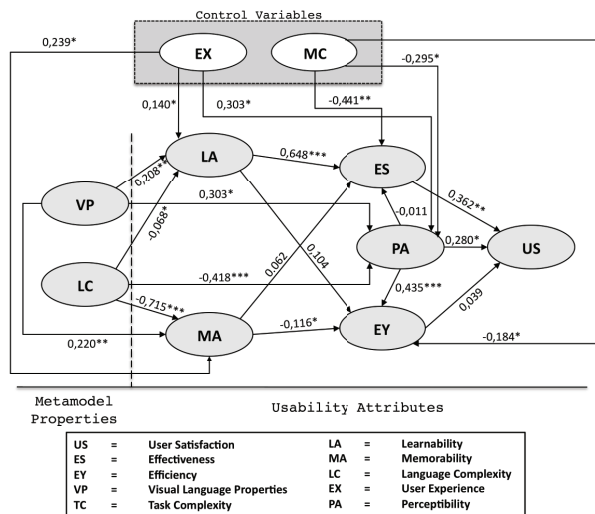 Control Variables
0,239*
EX
MC
-0,295*
0,140*
0,303*
-0,441**
LA
0,648***
ES
0,208**
0,362**
VP
0,303*
-0,011
-0,068*
PA
0,280*
US
LC
-0,418***
0.062
0,104
0,435***
-0,715***
0,039
MA
-0,116*
EY
0,220**
-0,184*
Metamodel
Properties
Usability Attributes
US = User Satisfaction
ES = Effectiveness
EY = Efficiency
VP = Visual Language Properties
TC = Task Complexity
LA = Learnability
MA = Memorability
LC = Language Complexity
EX = User Experience
PA = Perceptibility